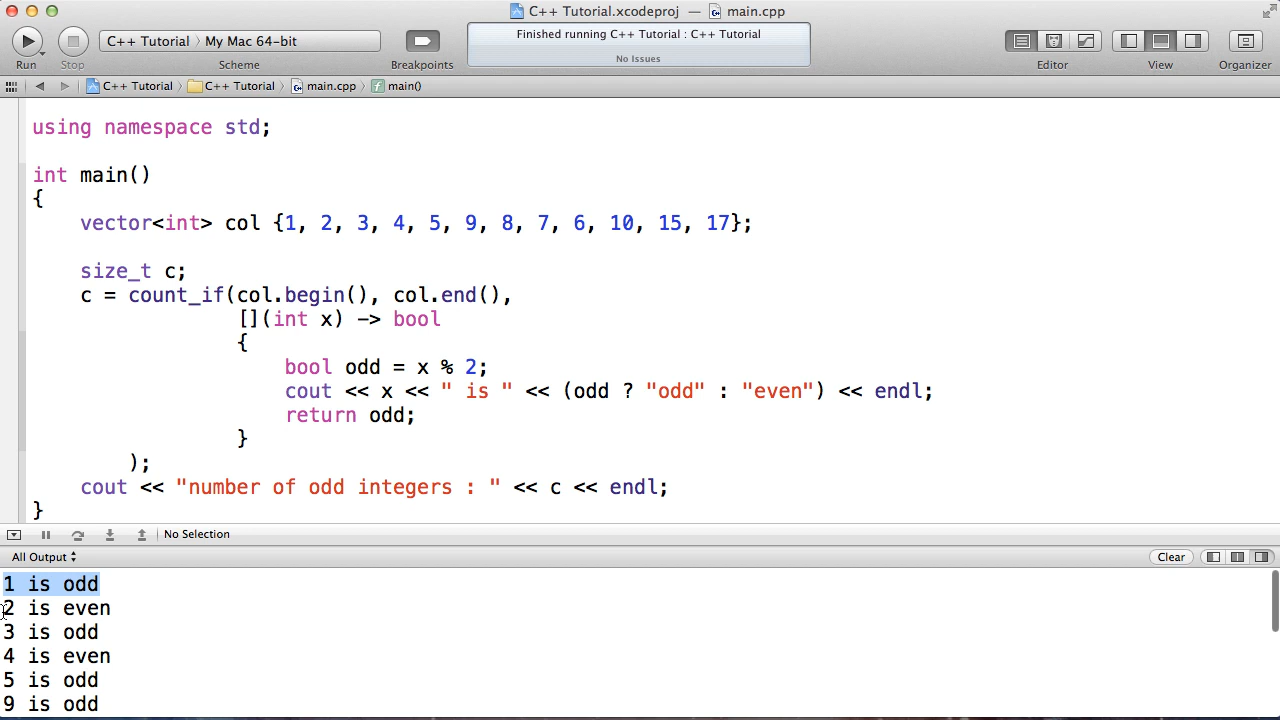 C++ Tutorial.xcodeproj — main.cpp
C++ Tutorial 〉 My Mac 64-bit
Finished running C++ Tutorial : C++ Tutorial
No Issues
Run Stop Scheme Breakpoints Editor View Organizer
C++ Tutorial 〉 C++ Tutorial 〉 main.cpp 〉 f main()
using namespace std;
int main()
{
    vector<int> col {1, 2, 3, 4, 5, 9, 8, 7, 6, 10, 15, 17};
    size_t c;
    c = count_if(col.begin(), col.end(),
                 [](int x) -> bool
                 {
                     bool odd = x % 2;
                     cout << x << " is " << (odd ? "odd" : "even") << endl;
                     return odd;
                 }
        );
    cout << "number of odd integers : " << c << endl;
}
No Selection
All Output Clear
1 is odd
2 is even
3 is odd
4 is even
5 is odd
9 is odd